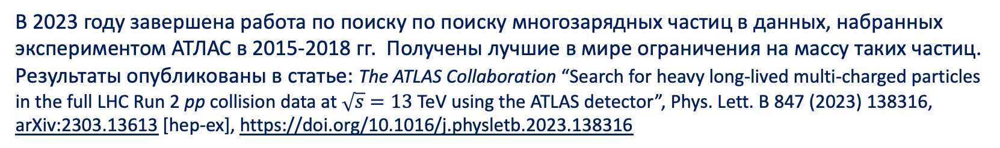 В 2023 году завершена работа по поиску по поиску многозарядных частиц в данных, набранных
экспериментом АТЛАС в 2015-2018 гг.  Получены лучшие в мире ограничения на массу таких частиц.
Результаты опубликованы в статье: The ATLAS Collaboration “Search for heavy long-lived multi-charged particles
in the full LHC Run 2 pp collision data at √s = 13 TeV using the ATLAS detector”, Phys. Lett. B 847 (2023) 138316,
arXiv:2303.13613 [hep-ex], https://doi.org/10.1016/j.physletb.2023.138316